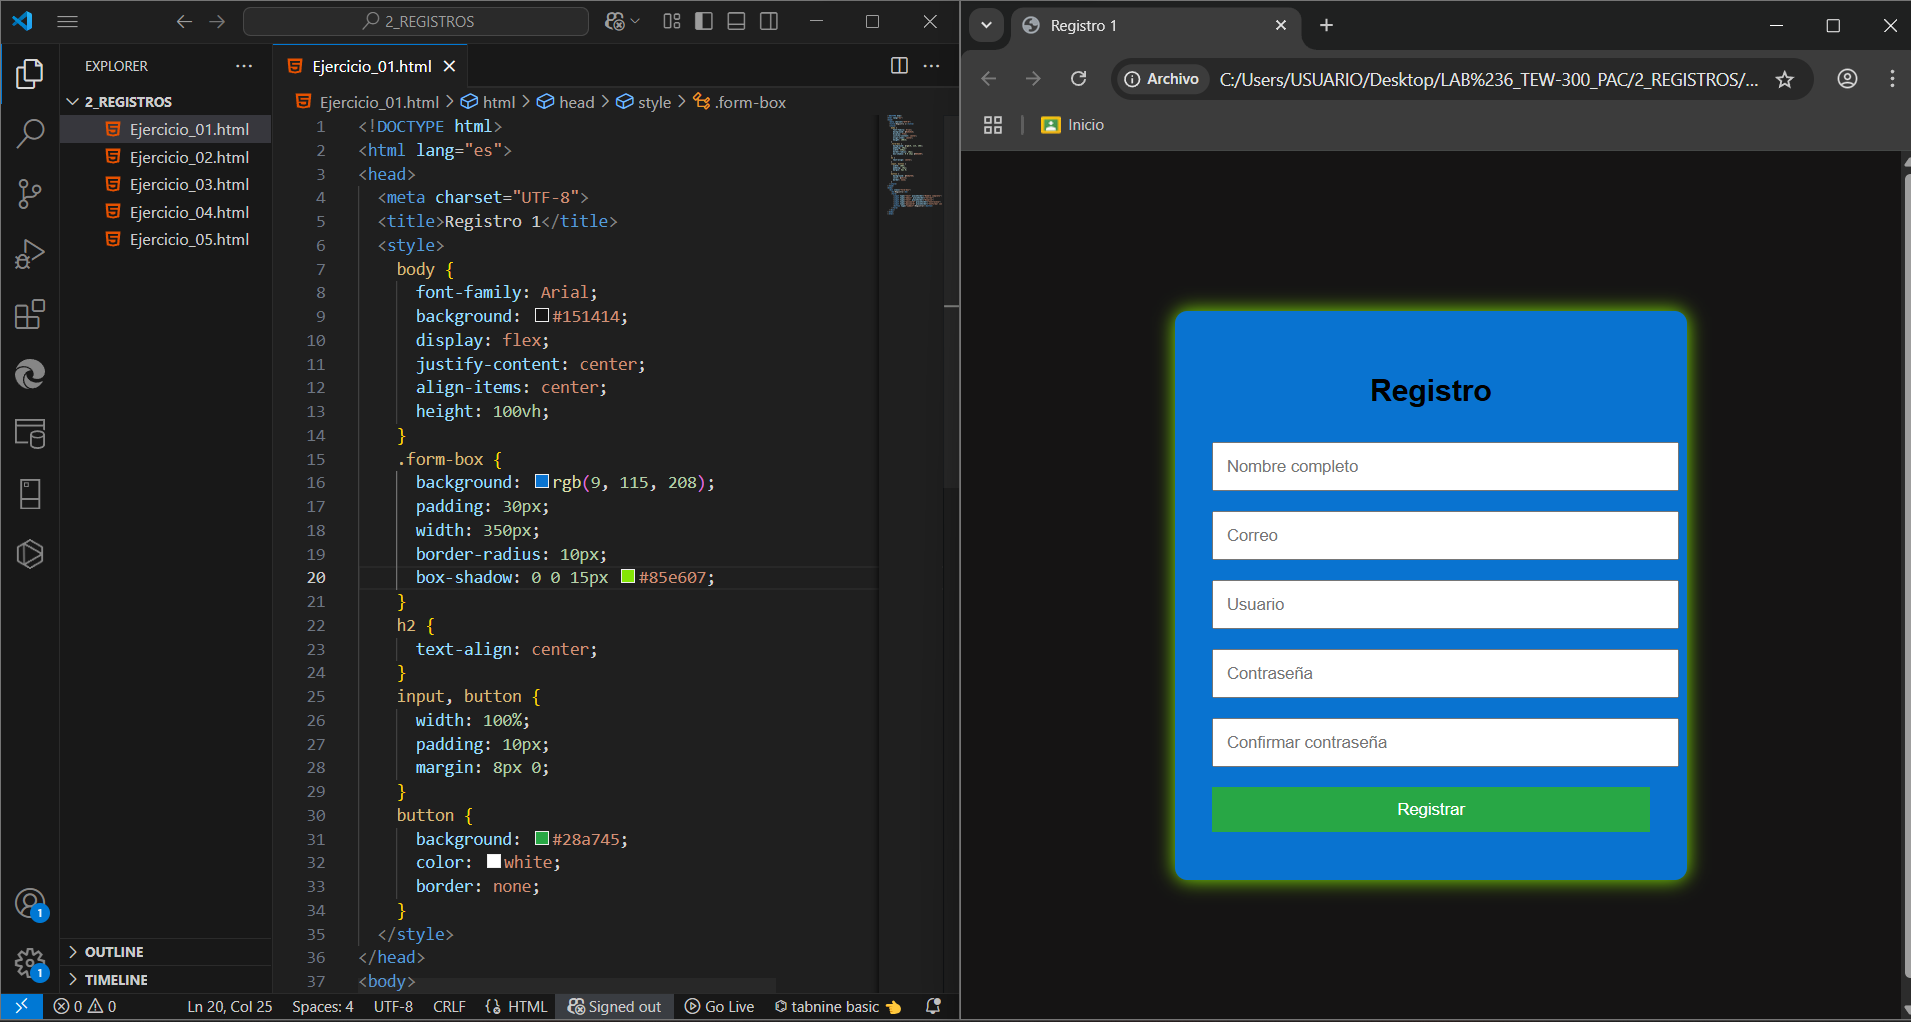 2_REGISTROS
EXPLORER
2_REGISTROS
Ejercicio_01.html
Ejercicio_02.html
Ejercicio_03.html
Ejercicio_04.html
Ejercicio_05.html
OUTLINE
TIMELINE
1
1
Ejercicio_01.html
Ejercicio_01.html > html > head > style > .form-box
1 <!DOCTYPE html>
2 <html lang="es">
3 <head>
4 <meta charset="UTF-8">
5 <title>Registro 1</title>
6 <style>
7 body {
8 font-family: Arial;
9 background: #151414;
10 display: flex;
11 justify-content: center;
12 align-items: center;
13 height: 100vh;
14 }
15 .form-box {
16 background: rgb(9, 115, 208);
17 padding: 30px;
18 width: 350px;
19 border-radius: 10px;
20 box-shadow: 0 0 15px #85e607;
21 }
22 h2 {
23 text-align: center;
24 }
25 input, button {
26 width: 100%;
27 padding: 10px;
28 margin: 8px 0;
29 }
30 button {
31 background: #28a745;
32 color: white;
33 border: none;
34 }
35 </style>
36 </head>
37 <body>
0 0 Ln 20, Col 25 Spaces: 4 UTF-8 CRLF HTML Signed out Go Live tabnine basic
Registro 1
Archivo C:/Users/USUARIO/Desktop/LAB%236_TEW-300_PAC/2_REGISTROS/...
Inicio
Registro
Nombre completo
Correo
Usuario
Contraseña
Confirmar contraseña
Registrar